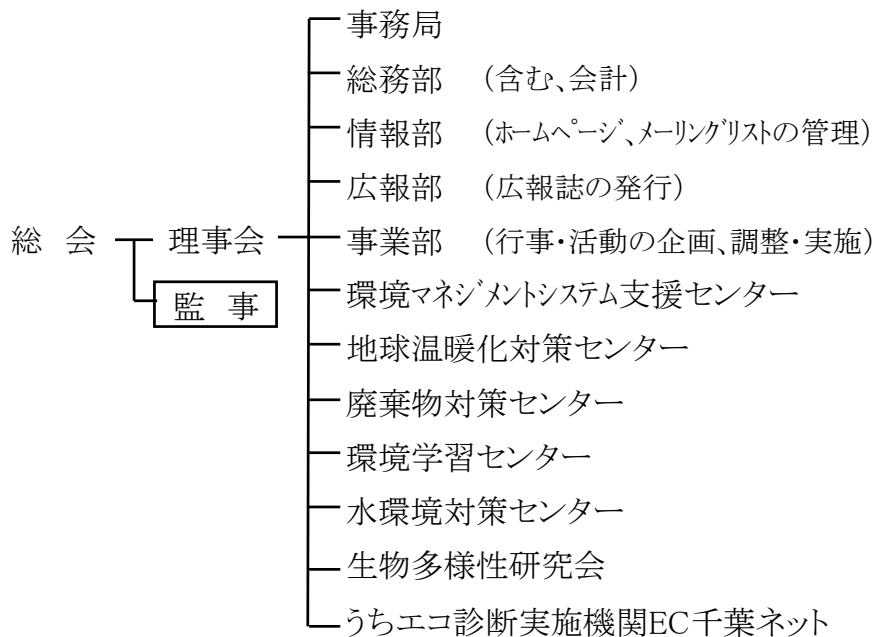 事務局
総務部 （含む、会計）
情報部 （ホームページ、メーリングリストの管理）
広報部 （広報誌の発行）
総 会 理事会 事業部 （行事・活動の企画、調整・実施）
監 事 環境マネジメントシステム支援センター
地球温暖化対策センター
廃棄物対策センター
環境学習センター
水環境対策センター
生物多様性研究会
うちエコ診断実施機関EC千葉ネット